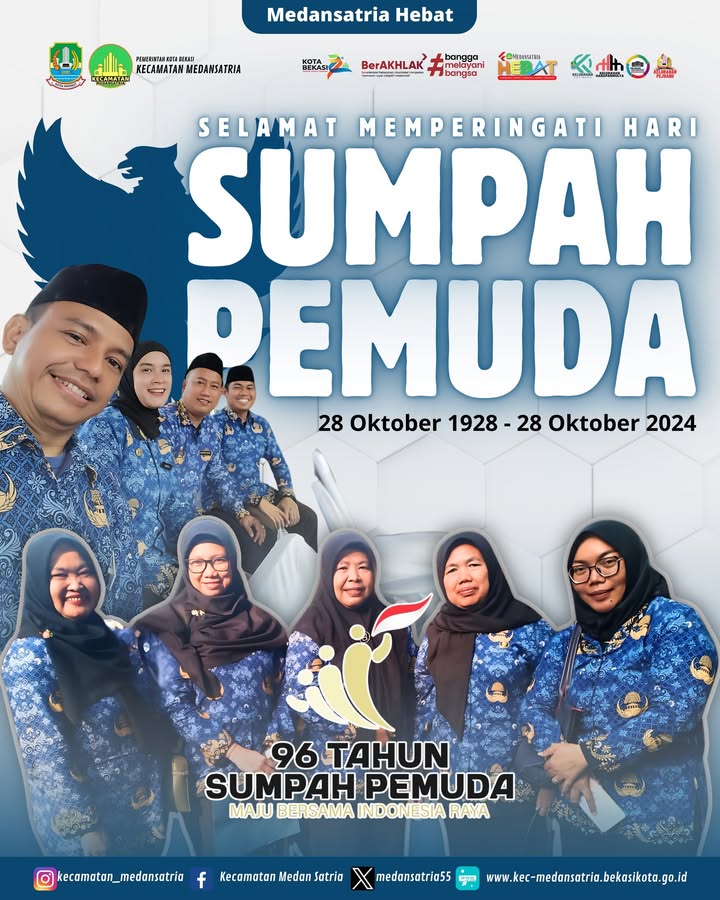 Medansatria Hebat
PEMERINTAH KOTA BEKASI
KECAMATAN MEDANSATRIA
KOTA BEKASI
BerAKHLAK
#bangga melayani bangsa
MEDANSATRIA
HEBAT
KECAMATAN
SELAMAT MEMPERINGATI HARI
SUMPAH
PEMUDA
28 Oktober 1928 - 28 Oktober 2024
96 TAHUN
SUMPAH PEMUDA
MAJU BERSAMA INDONESIA RAYA
kecamatan_medansatria
Kecamatan Medan Satria
medansatria55
www.kec-medansatria.bekasikota.go.id